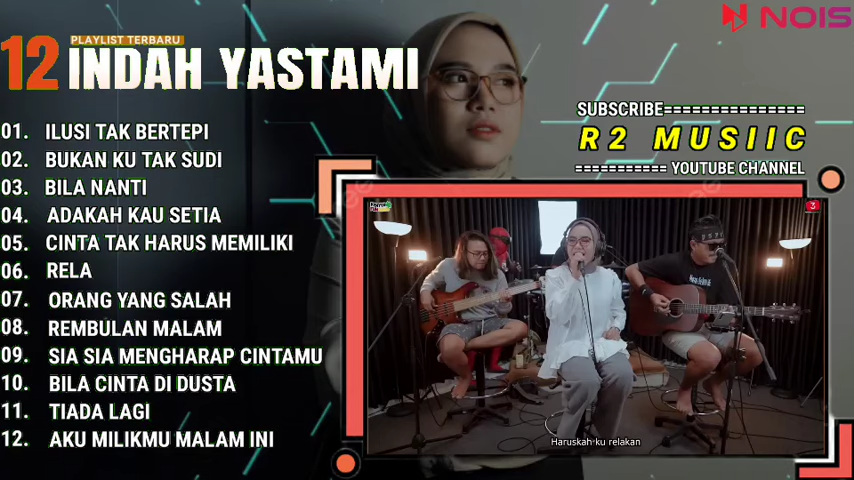 NOIS
PLAYLIST TERBARU
12 INDAH YASTAMI
SUBSCRIBE===============
R2 MUSIIC
=========== YOUTUBE CHANNEL
01. ILUSI TAK BERTEPI
02. BUKAN KU TAK SUDI
03. BILA NANTI
04. ADAKAH KAU SETIA
05. CINTA TAK HARUS MEMILIKI
06. RELA
07. ORANG YANG SALAH
08. REMBULAN MALAM
09. SIA SIA MENGHARAP CINTAMU
10. BILA CINTA DI DUSTA
11. TIADA LAGI
12. AKU MILIKMU MALAM INI
3
Haruskah ku relakan